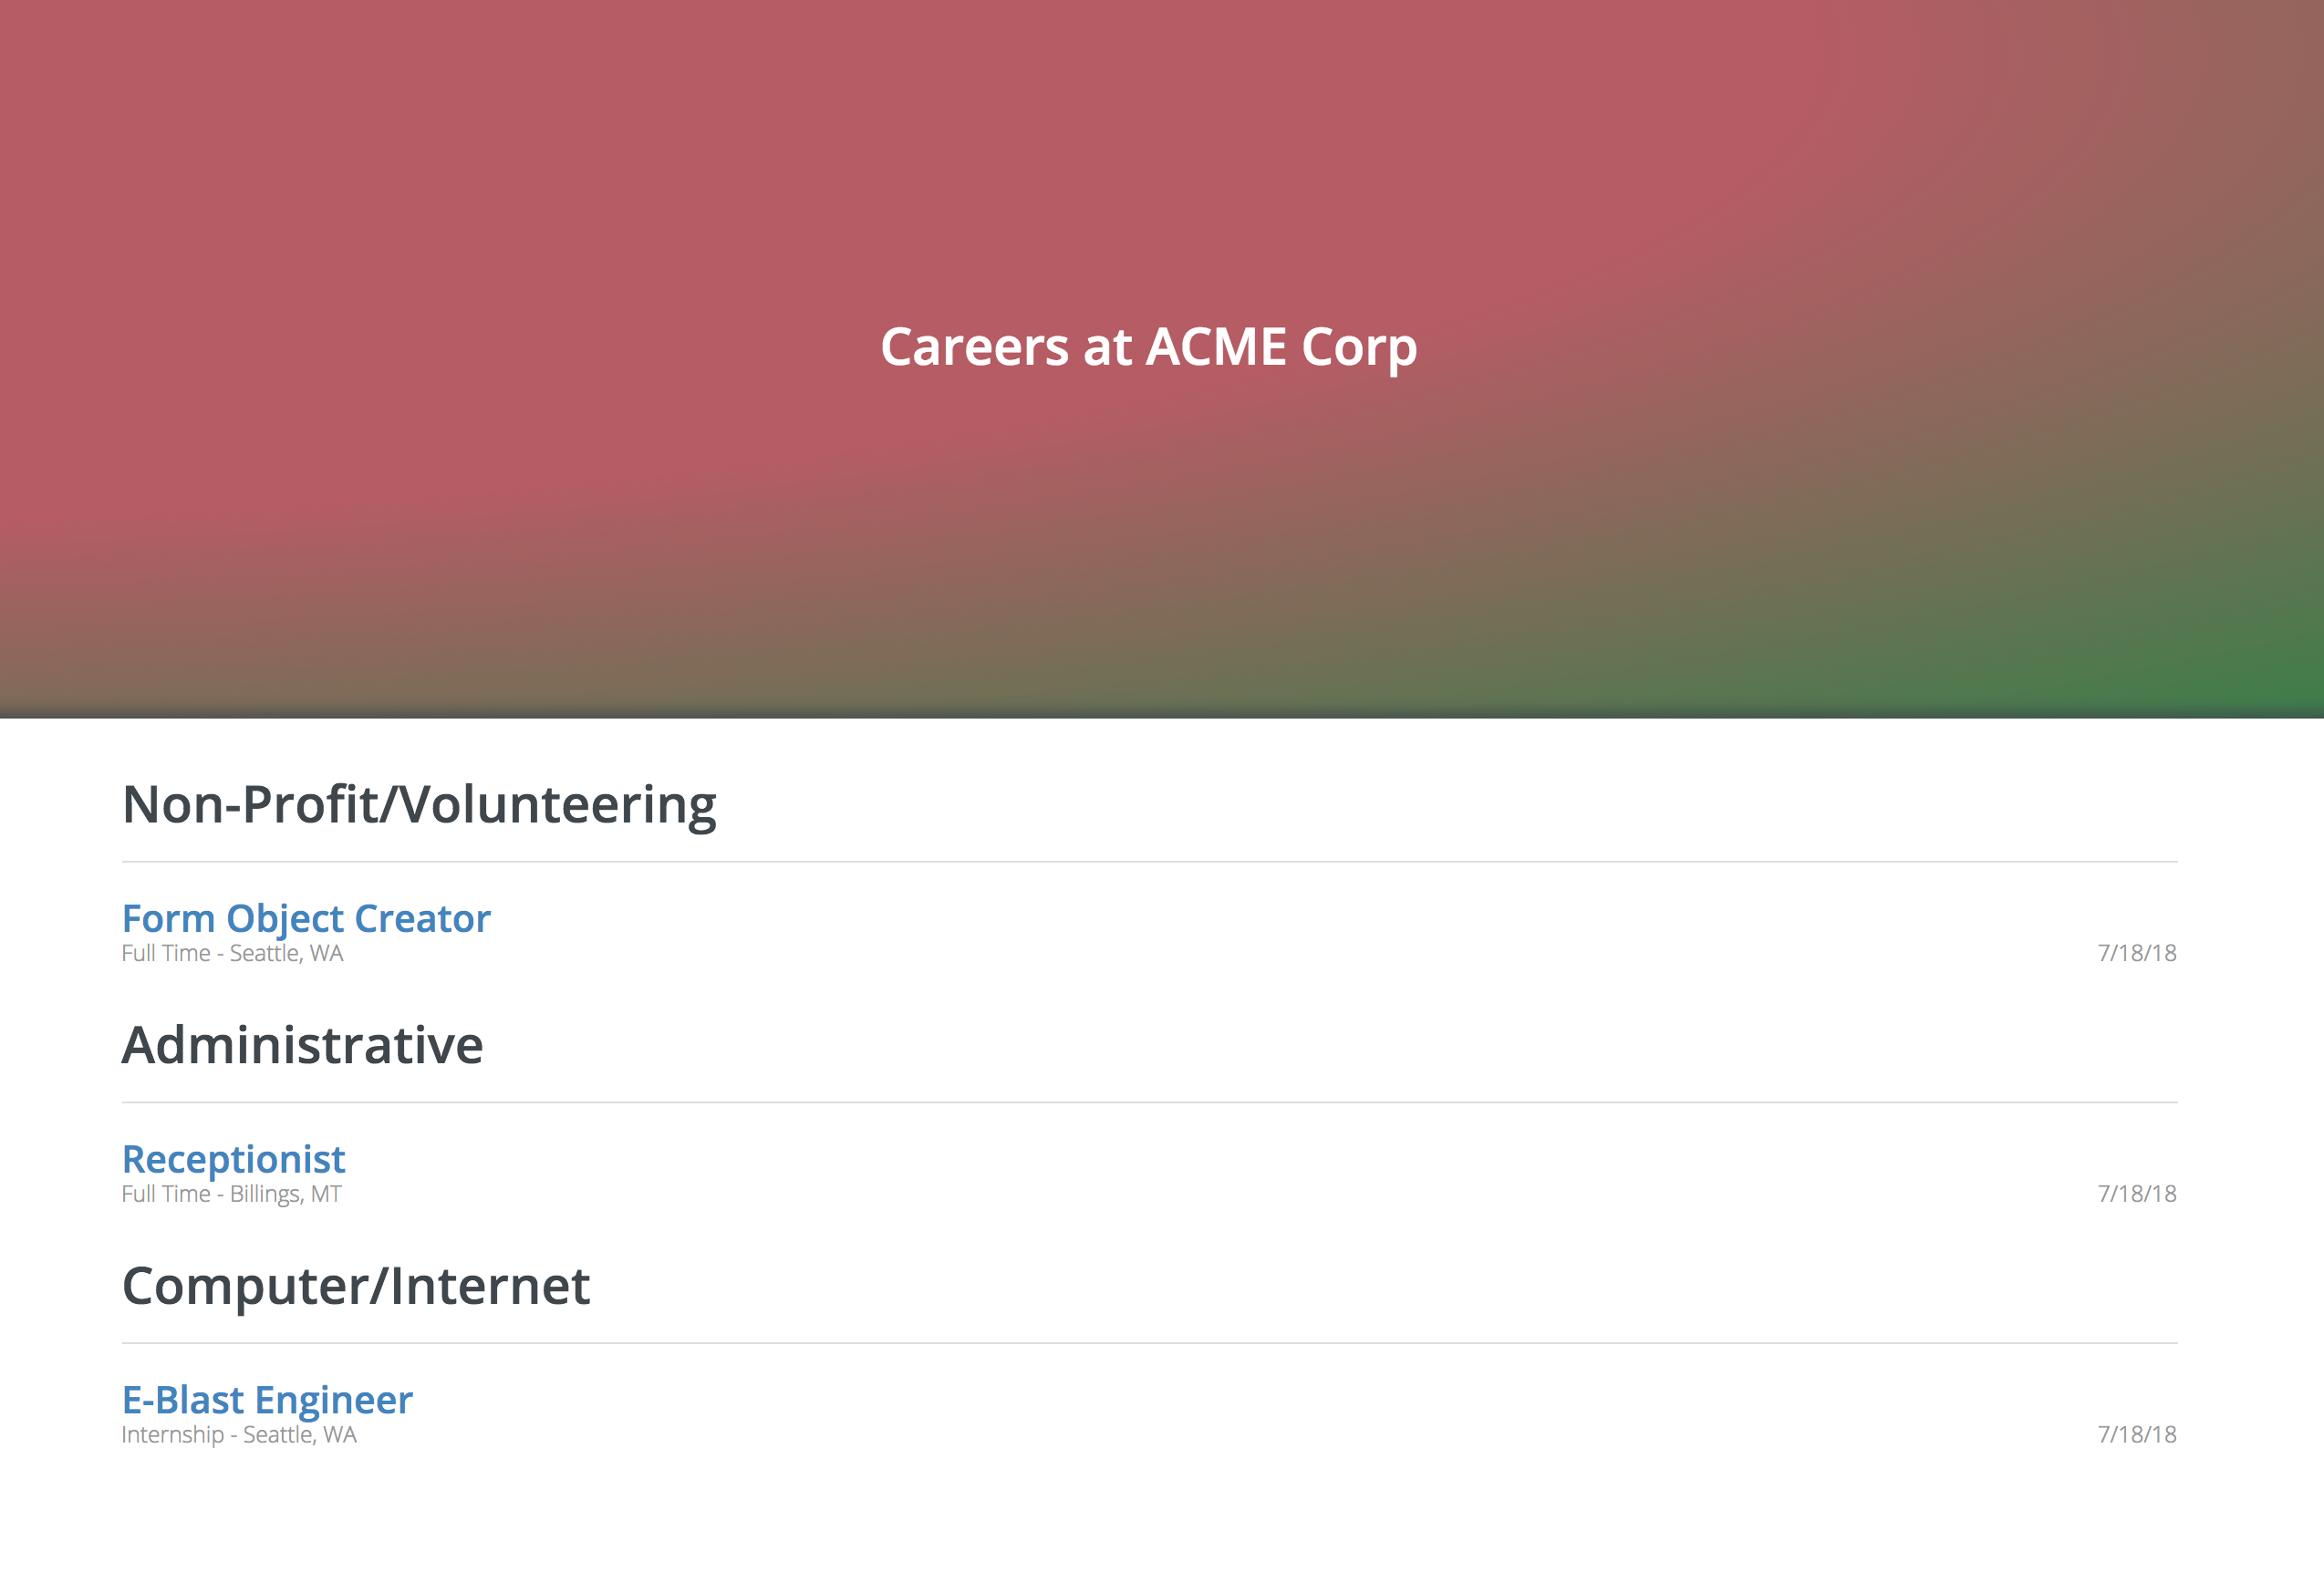 Careers at ACME Corp
Non-Profit/Volunteering
Form Object Creator
Full Time - Seattle, WA
7/18/18
Administrative
Receptionist
Full Time - Billings, MT
7/18/18
Computer/Internet
E-Blast Engineer
Internship - Seattle, WA
7/18/18